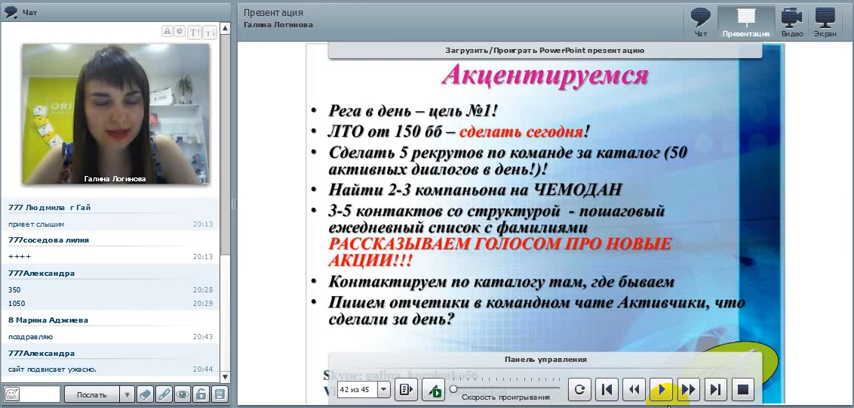 Чат
Галина Логинова
777 Людмила г Гай
привет слышим 20:13
777соседова лилия
++++ 20:13
777Александра
350 20:28
1050 20:29
8 Марина Аджиева
поздравляю 20:43
777Александра
сайт подвисает ужасно. 20:44
Послать
Презентация
Галина Логинова
Чат
Презентация
Видео
Экран
Загрузить/Проиграть PowerPoint презентацию
Акцентируемся
• Рега в день – цель №1!
• ЛТО от 150 бб – сделать сегодня!
• Сделать 5 рекрутов по команде за каталог (50
активных диалогов в день!)!
• Найти 2-3 компаньона на ЧЕМОДАН
• 3-5 контактов со структурой - пошаговый
ежедневный список с фамилиями
РАССКАЗЫВАЕМ ГОЛОСОМ ПРО НОВЫЕ
АКЦИИ!!!
• Контактируем по каталогу там, где бываем
• Пишем отчетики в командном чате Активчики, что
сделали за день?
Панель управления
42 из 45
Скорость проигрывания